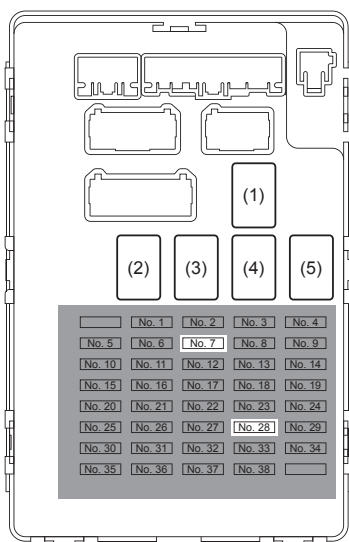 (1)
(2) (3) (4) (5)
No. 1 No. 2 No. 3 No. 4
No. 5 No. 6 No. 7 No. 8 No. 9
No. 10 No. 11 No. 12 No. 13 No. 14
No. 15 No. 16 No. 17 No. 18 No. 19
No. 20 No. 21 No. 22 No. 23 No. 24
No. 25 No. 26 No. 27 No. 28 No. 29
No. 30 No. 31 No. 32 No. 33 No. 34
No. 35 No. 36 No. 37 No. 38